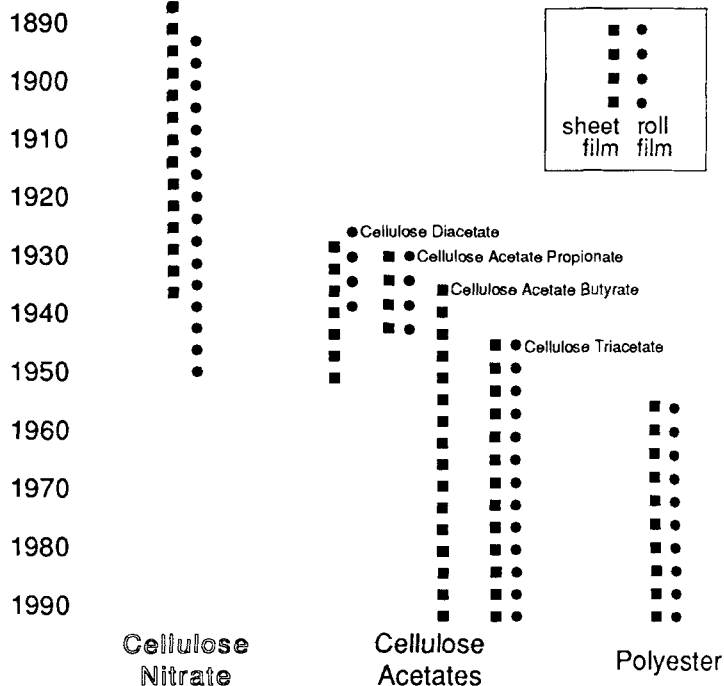 1890
1900
1910
1920
1930
1940
1950
1960
1970
1980
1990
sheet roll
film film
Cellulose Diacetate
Cellulose Acetate Propionate
Cellulose Acetate Butyrate
Cellulose Triacetate
Cellulose
Nitrate
Cellulose
Acetates
Polyester